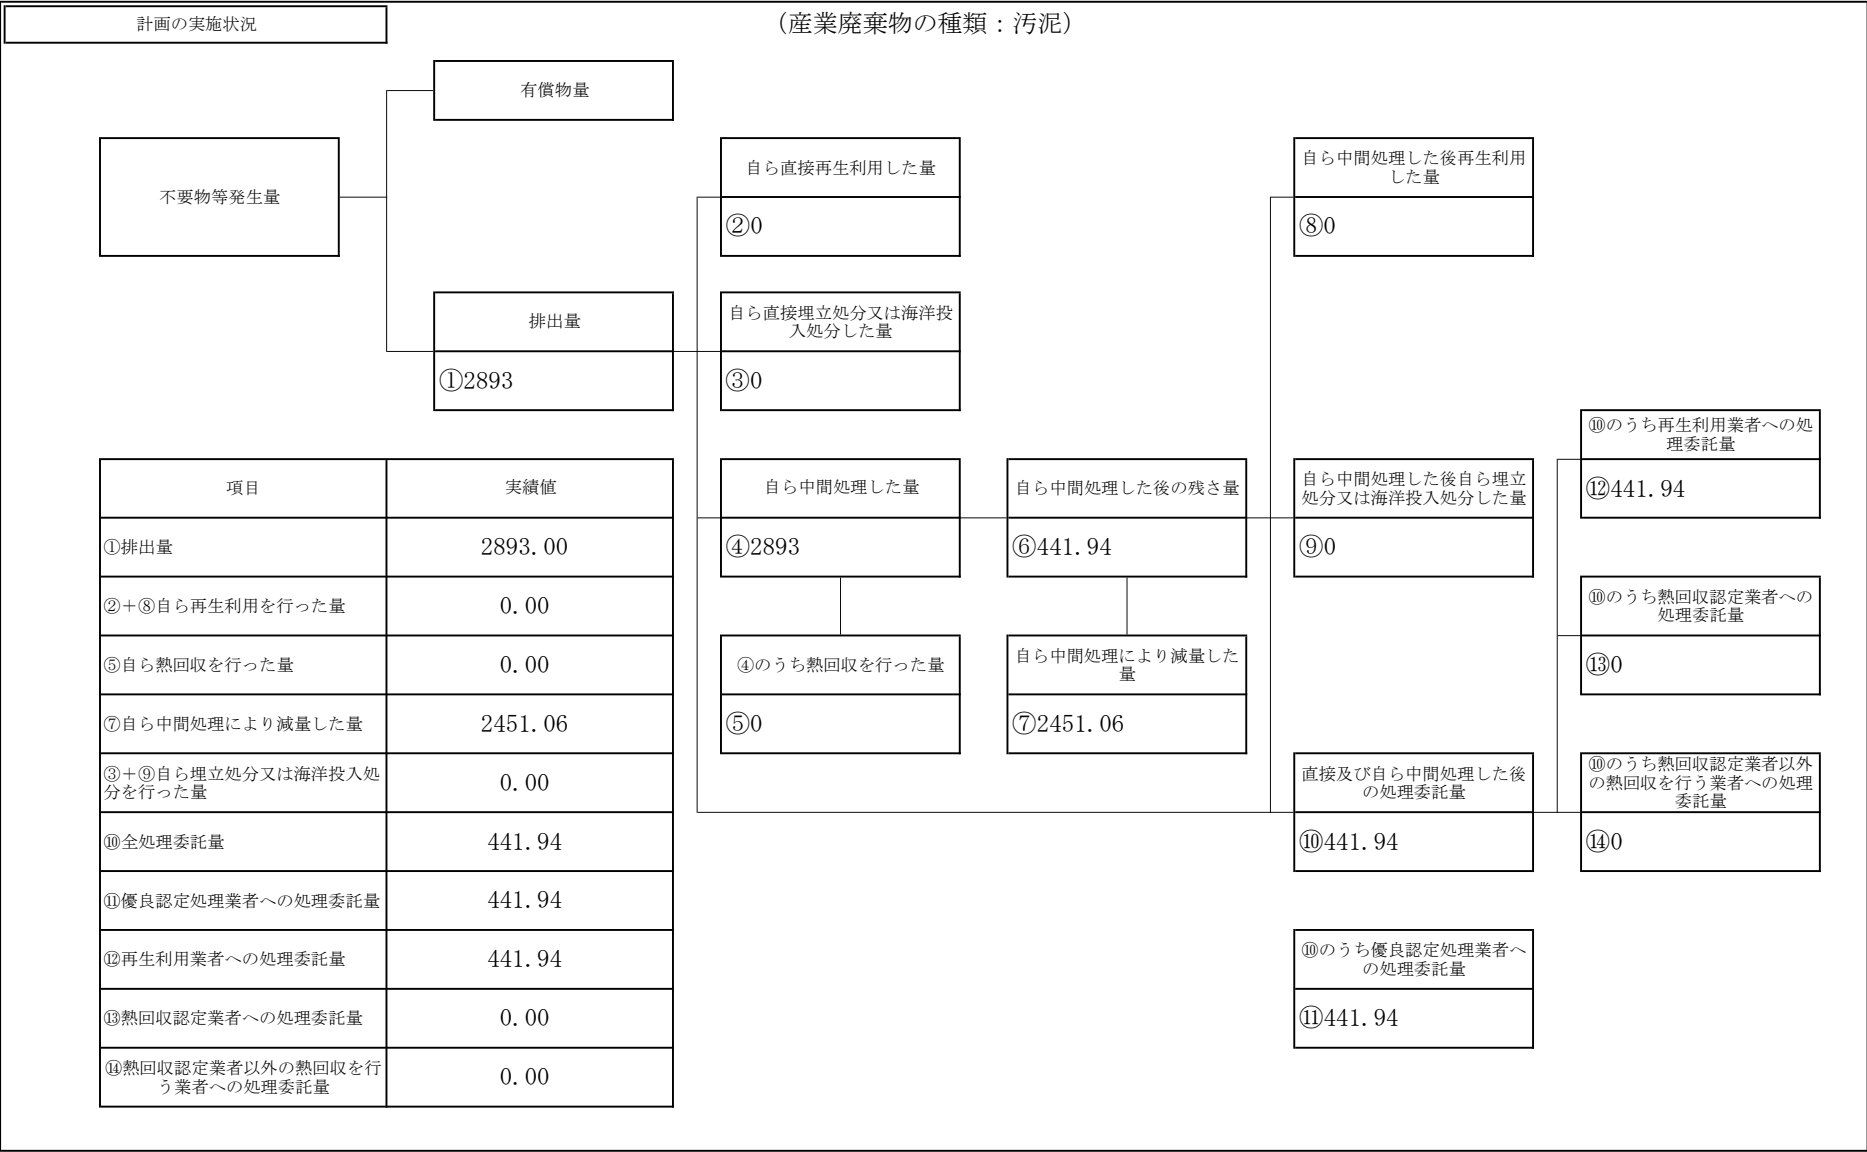 計画の実施状況
（産業廃棄物の種類：汚泥）
有償物量
不要物等発生量
自ら直接再生利用した量
②0
自ら中間処理した後再生利用
した量
⑧0
排出量
①2893
自ら直接埋立処分又は海洋投
入処分した量
③0
⑩のうち再生利用業者への処
理委託量
⑫441.94
自ら中間処理した量
④2893
自ら中間処理した後の残さ量
⑥441.94
自ら中間処理した後自ら埋立
処分又は海洋投入処分した量
⑨0
⑩のうち熱回収認定業者への
処理委託量
⑬0
④のうち熱回収を行った量
⑤0
自ら中間処理により減量した
量
⑦2451.06
直接及び自ら中間処理した後
の処理委託量
⑩441.94
⑩のうち熱回収認定業者以外
の熱回収を行う業者への処理
委託量
⑭0
⑩のうち優良認定処理業者へ
の処理委託量
⑪441.94
項目 実績値
①排出量 2893.00
②＋⑧自ら再生利用を行った量 0.00
⑤自ら熱回収を行った量 0.00
⑦自ら中間処理により減量した量 2451.06
③＋⑨自ら埋立処分又は海洋投入処
分を行った量 0.00
⑩全処理委託量 441.94
⑪優良認定処理業者への処理委託量 441.94
⑫再生利用業者への処理委託量 441.94
⑬熱回収認定業者への処理委託量 0.00
⑭熱回収認定業者以外の熱回収を行
う業者への処理委託量 0.00